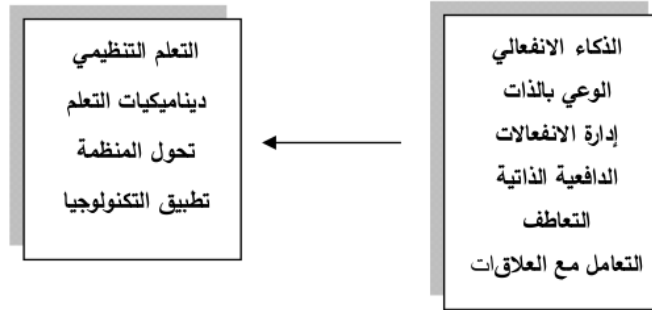 الذكاء الانفعالي
الوعي بالذات
إدارة الانفعالات
الدافعية الذاتية
التعاطف
التعامل مع العلاقات
التعلم التنظيمي
ديناميكيات التعلم
تحول المنظمة
تطبيق التكنولوجيا